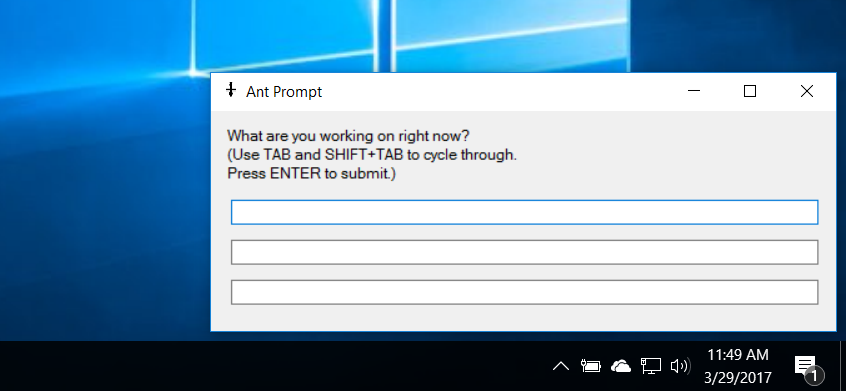 Ant Prompt
What are you working on right now?
(Use TAB and SHIFT+TAB to cycle through.
Press ENTER to submit.)
11:49 AM
3/29/2017
1